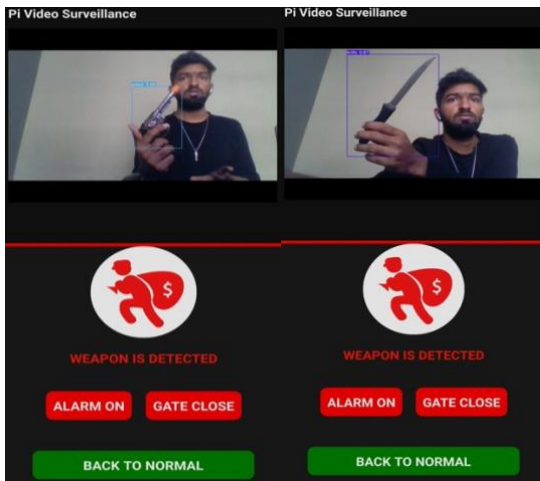 Pi Video Surveillance
$
WEAPON IS DETECTED
ALARM ON GATE CLOSE
BACK TO NORMAL
Pi Video Surveillance
$
WEAPON IS DETECTED
ALARM ON GATE CLOSE
BACK TO NORMAL